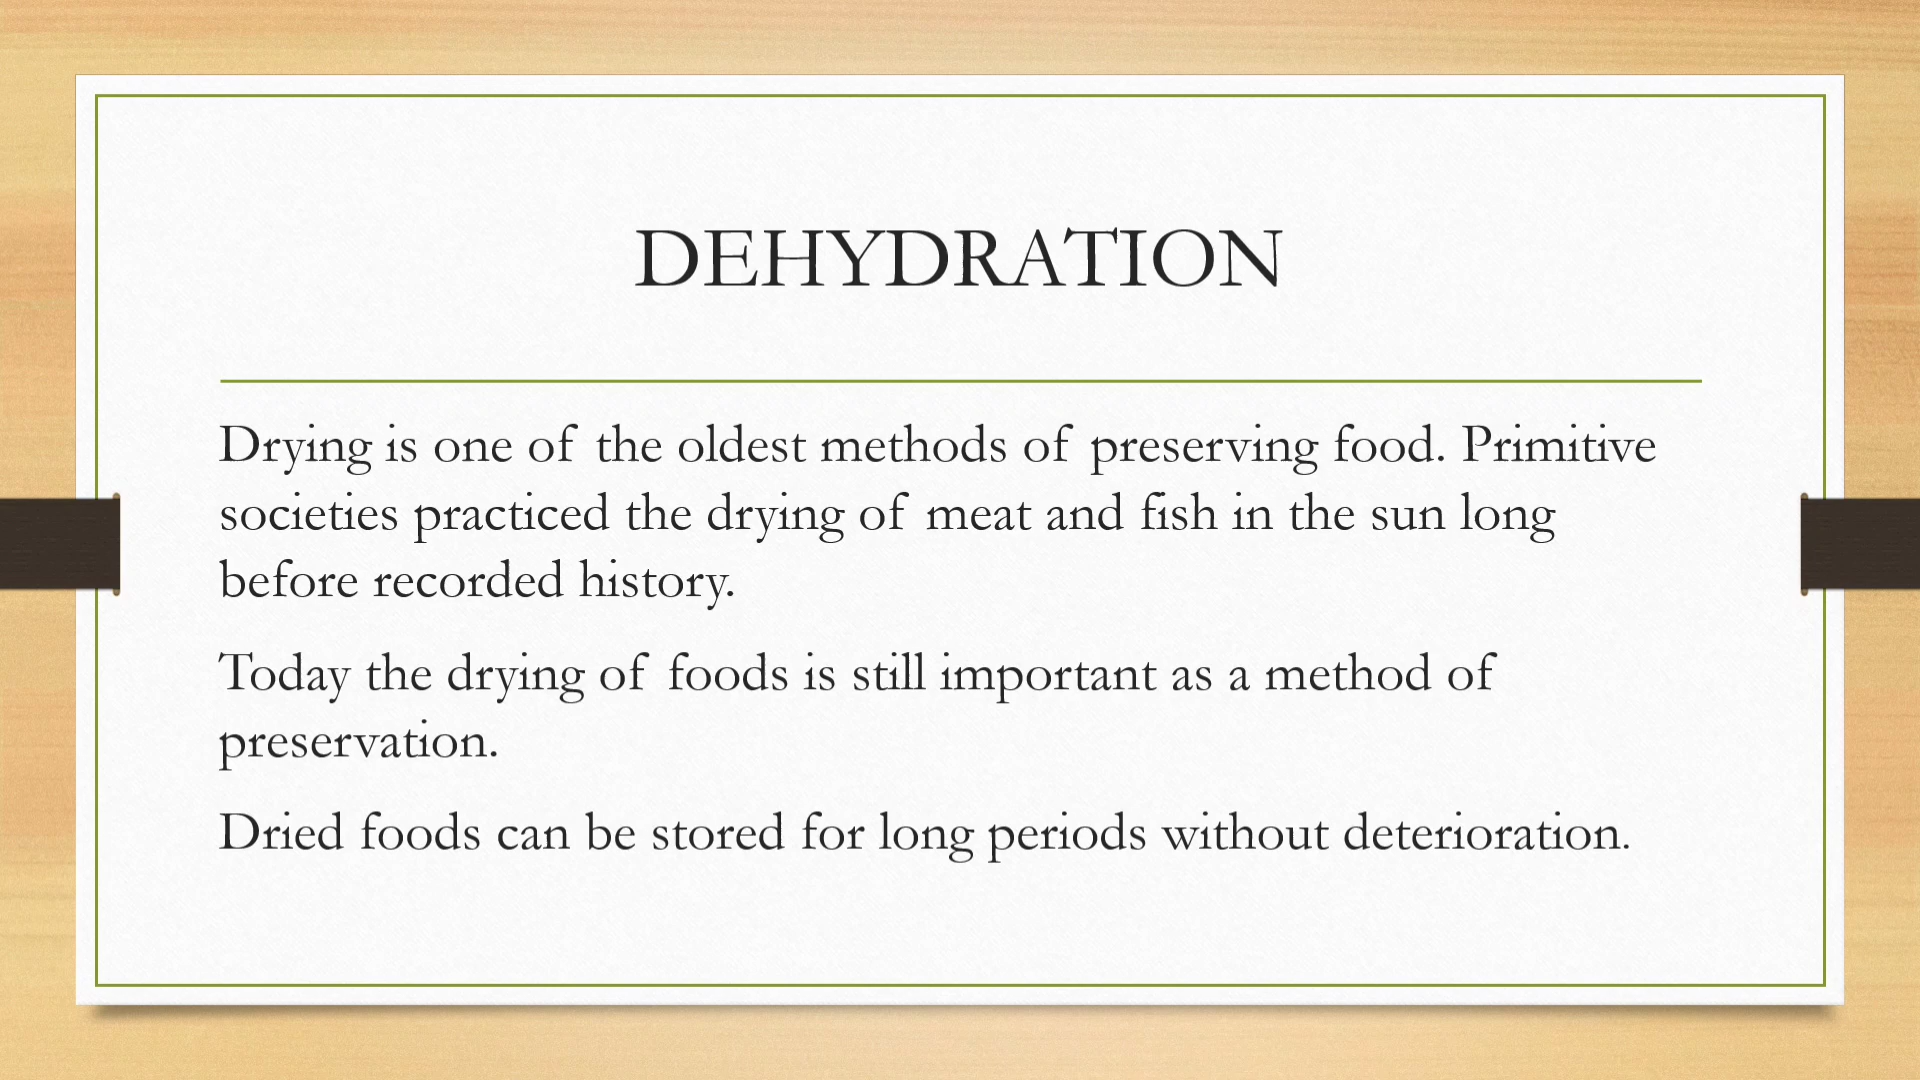 DEHYDRATION
Drying is one of the oldest methods of preserving food. Primitive
societies practiced the drying of meat and fish in the sun long
before recorded history.
Today the drying of foods is still important as a method of
preservation.
Dried foods can be stored for long periods without deterioration.